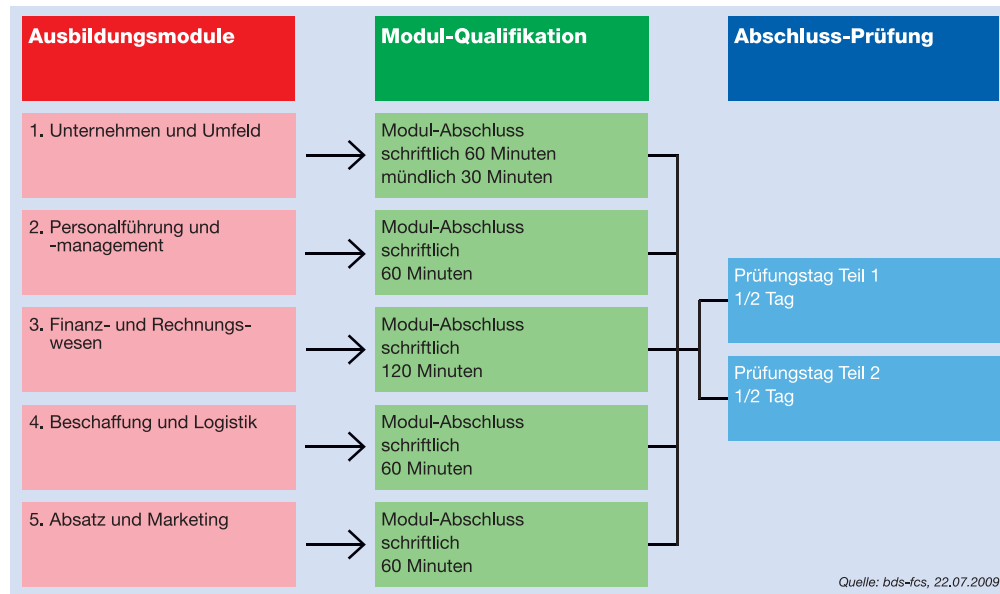 Ausbildungsmodule
Modul-Qualifikation
Abschluss-Prüfung
1. Unternehmen und Umfeld
Modul-Abschluss
schriftlich 60 Minuten
mündlich 30 Minuten
2. Personalführung und
-management
Modul-Abschluss
schriftlich
60 Minuten
3. Finanz- und Rechnungs-
wesen
Modul-Abschluss
schriftlich
120 Minuten
4. Beschaffung und Logistik
Modul-Abschluss
schriftlich
60 Minuten
5. Absatz und Marketing
Modul-Abschluss
schriftlich
60 Minuten
Prüfungstag Teil 1
1/2 Tag
Prüfungstag Teil 2
1/2 Tag
Quelle: bds-fcs, 22.07.2009